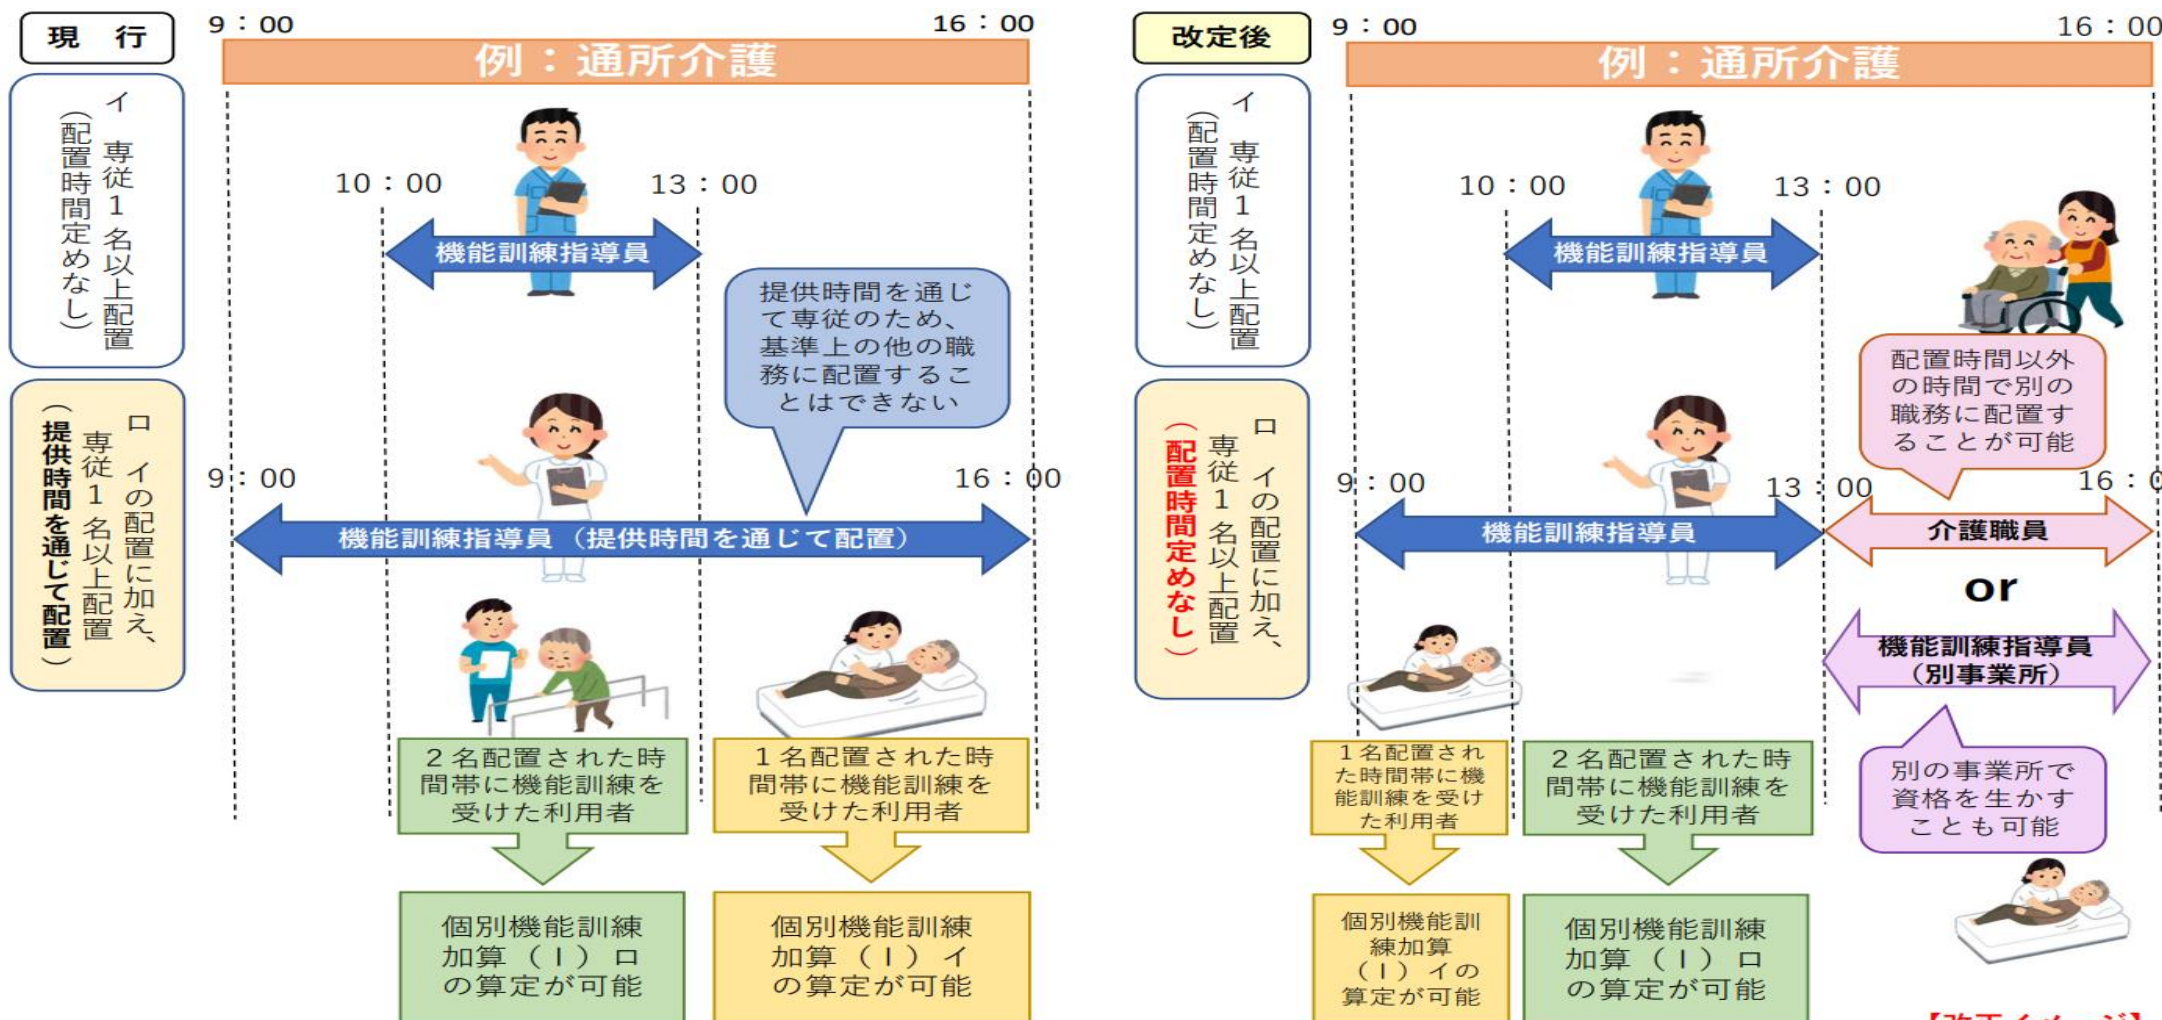 現 行
9：00
16：00
例：通所介護
イ 専従１名以上配置
（配置時間定めなし）
10：00
13：00
機能訓練指導員
提供時間を通じ
て専従のため、
基準上の他の職
務に配置するこ
とはできない
ロ イの配置に加え、
専従１名以上配置
（提供時間を通じて配置）
9：00
16：00
機能訓練指導員（提供時間を通じて配置）
２名配置された時
間帯に機能訓練を
受けた利用者
１名配置された時
間帯に機能訓練を
受けた利用者
個別機能訓練
加算（Ⅰ）ロ
の算定が可能
個別機能訓練
加算（Ⅰ）イ
の算定が可能
改定後
9：00
16：00
例：通所介護
イ 専従１名以上配置
（配置時間定めなし）
10：00
13：00
機能訓練指導員
配置時間以外
の時間で別の
職務に配置す
ることが可能
ロ イの配置に加え、
専従１名以上配置
（配置時間定めなし）
9：00
13：00
16：0
機能訓練指導員
介護職員
or
機能訓練指導員
（別事業所）
別の事業所で
資格を生かす
ことも可能
１名配置され
た時間帯に機
能訓練を受け
た利用者
２名配置された時
間帯に機能訓練を
受けた利用者
個別機能訓
練加算
（Ⅰ）イの
算定が可能
個別機能訓練
加算（Ⅰ）ロ
の算定が可能
【改正イメージ】